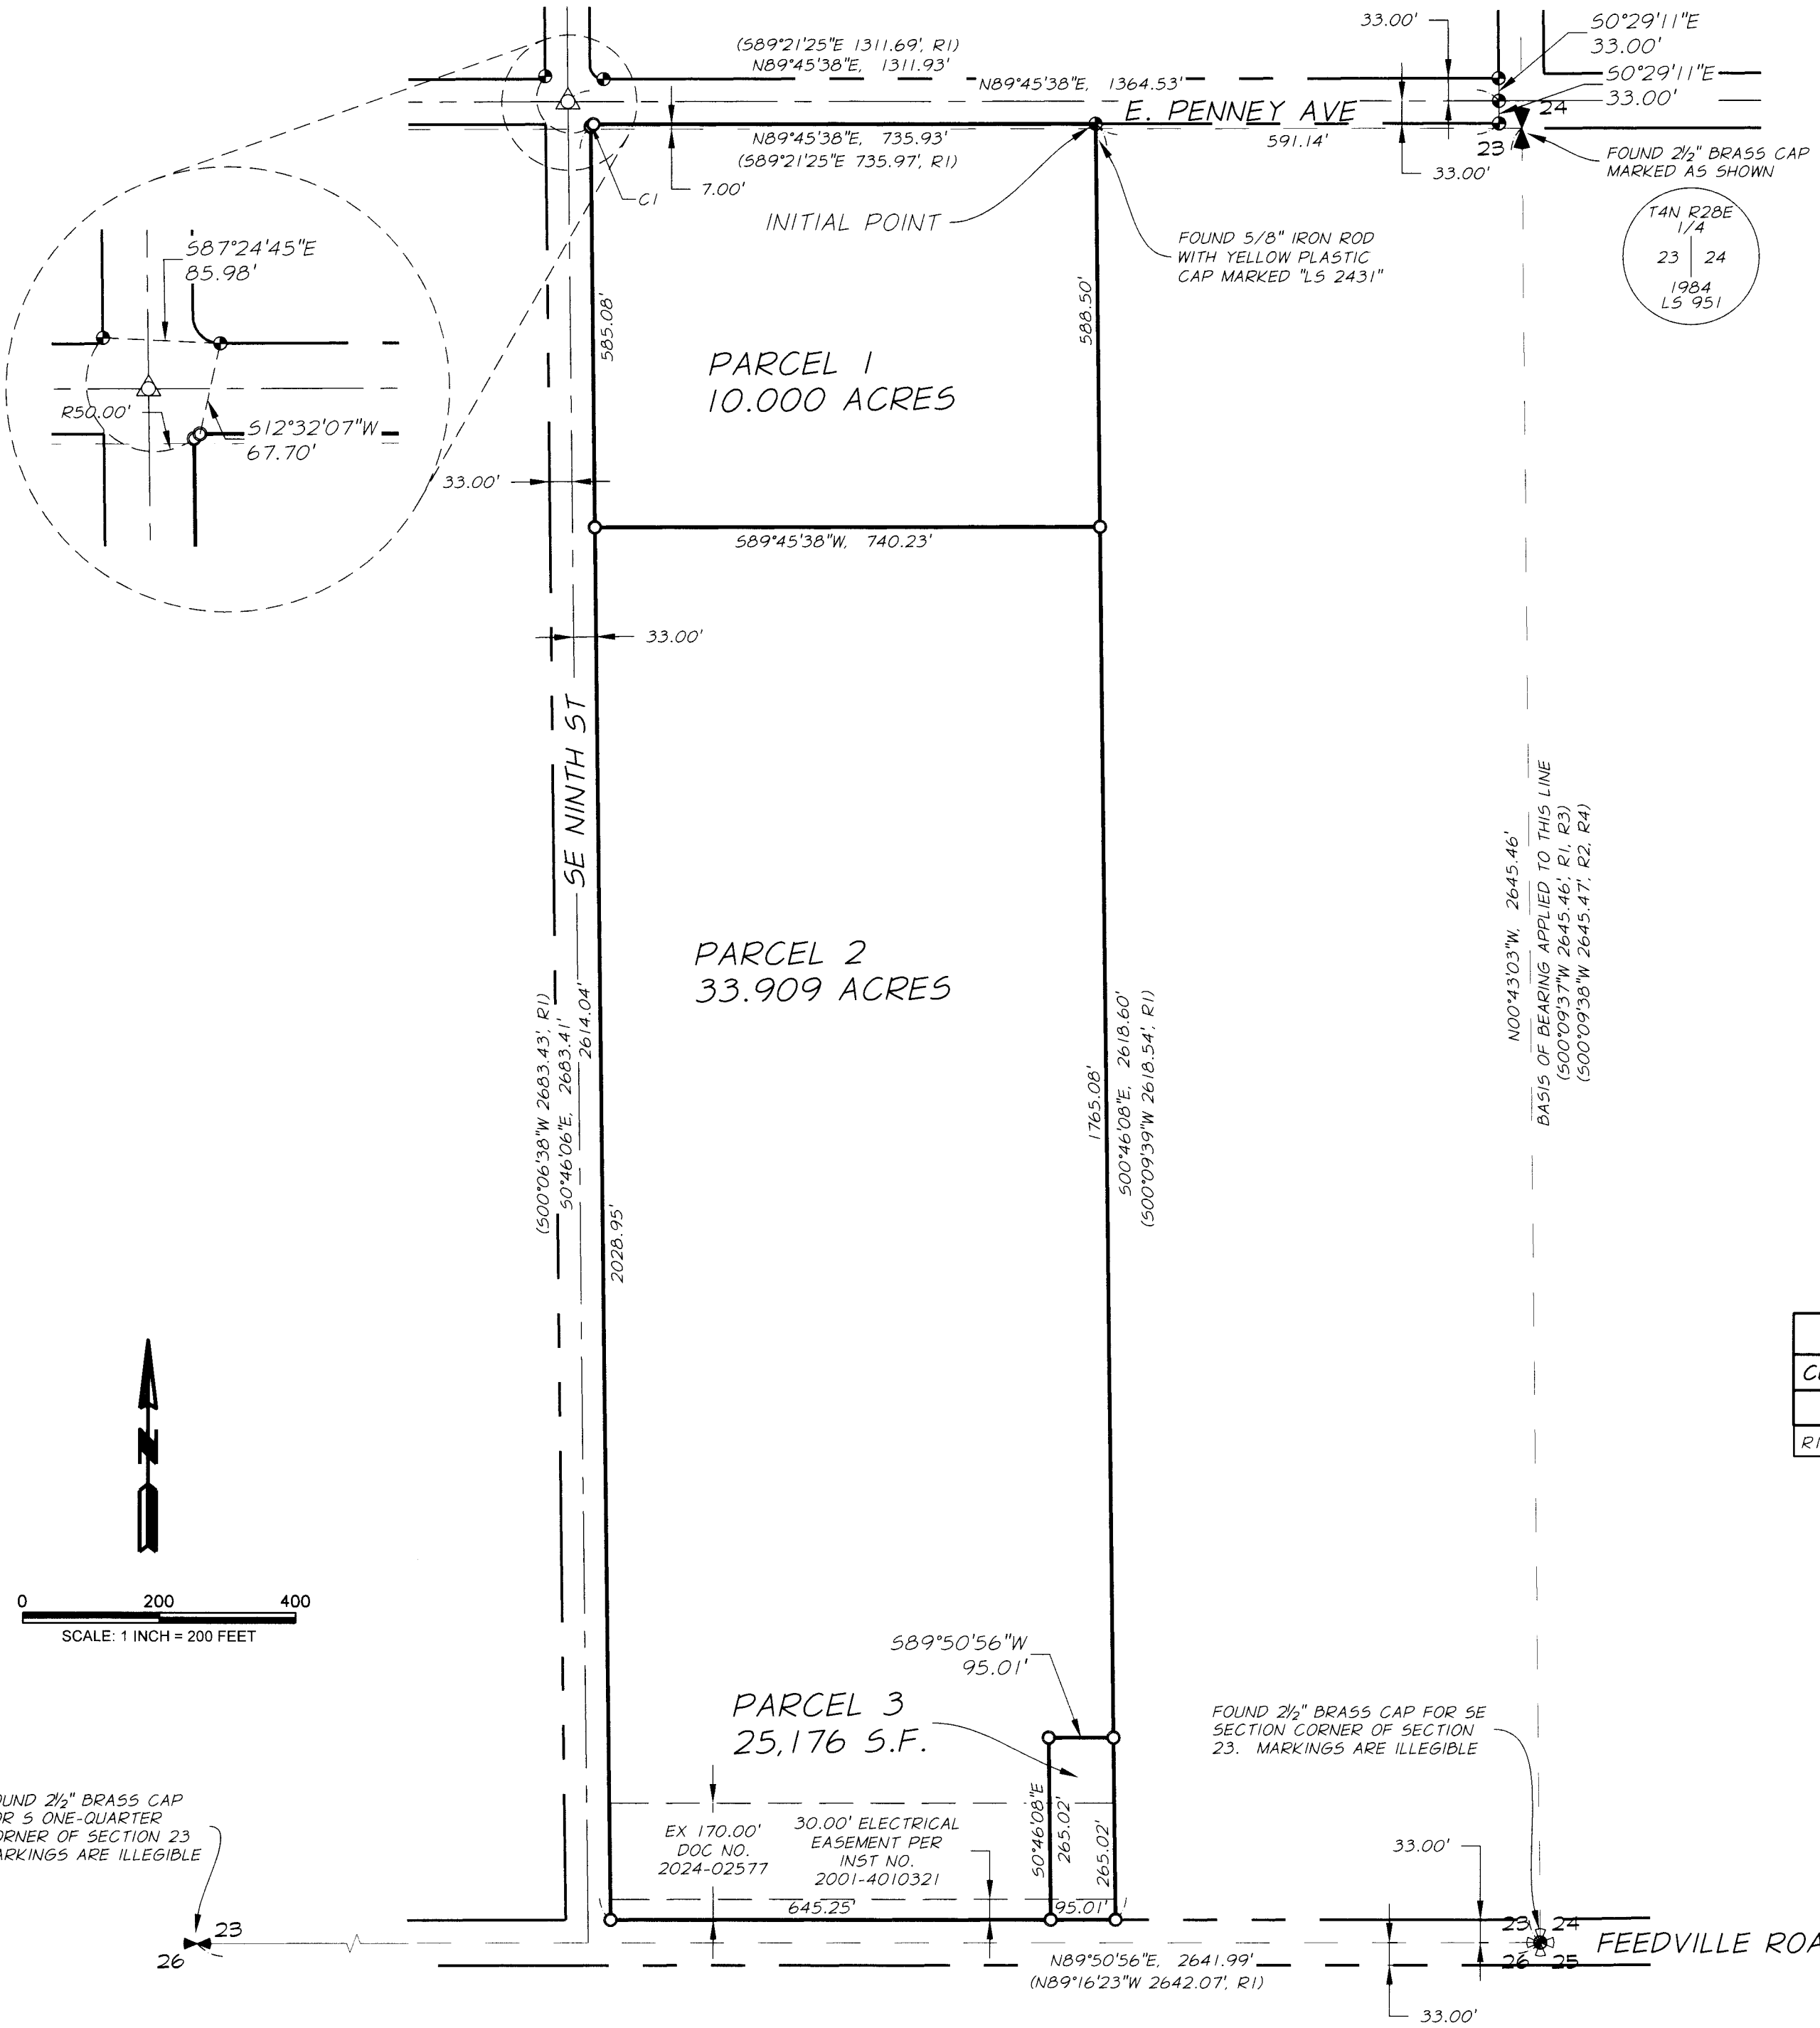 33.00'
S0°29'11"E
33.00'
(S89°21'25"E 1311.69', R1)
N89°45'38"E, 1311.93'
N89°45'38"E, 1364.53'
S0°29'11"E
33.00'
E. PENNEY AVE
24
23
N89°45'38"E, 735.93'
(S89°21'25"E 735.97', R1)
591.14'
33.00'
FOUND 2½" BRASS CAP
MARKED AS SHOWN
7.00'
C1
INITIAL POINT
T4N R28E
1/4
23 | 24
1984
LS 951
FOUND 5/8" IRON ROD
WITH YELLOW PLASTIC
CAP MARKED "LS 2431"
S87°24'45"E
85.98'
R50.00'
S12°32'07"W
67.70'
585.08'
588.50'
PARCEL 1
10.000 ACRES
33.00'
S89°45'38"W, 740.23'
33.00'
SE NINTH ST
PARCEL 2
33.909 ACRES
(S00°06'38"W 2683.43', R1)
S0°46'06"E, 2683.41'
2614.04'
2028.95'
1765.08'
S00°46'08"E, 2618.60'
(S00°09'39"W 2618.54', R1)
N00°43'03"W, 2645.46'
BASIS OF BEARING APPLIED TO THIS LINE
(S00°09'37"W 2645.46', R1, R3)
(S00°09'38"W 2645.47', R2, R4)
N
0 200 400
SCALE: 1 INCH = 200 FEET
S89°50'56"W
95.01'
PARCEL 3
25,176 S.F.
FOUND 2½" BRASS CAP FOR SE
SECTION CORNER OF SECTION
23. MARKINGS ARE ILLEGIBLE
OUND 2½" BRASS CAP
OR S ONE-QUARTER
ORNER OF SECTION 23
ARKINGS ARE ILLEGIBLE
23
26
EX 170.00'
DOC NO.
2024-02577
30.00' ELECTRICAL
EASEMENT PER
INST NO.
2001-4010321
S0°46'08"E
265.02'
265.02'
645.25'
95.01'
33.00'
23 24
26 25
FEEDVILLE ROA
N89°50'56"E, 2641.99'
(N89°16'23"W 2642.07', R1)
33.00'